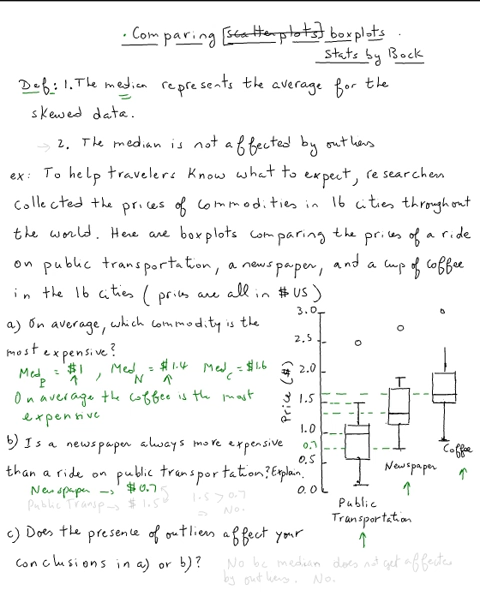 · Comparing [scatterplots] boxplots.
Stats by Bock
Def: 1. The median represents the average for the
skewed data.
→ 2. The median is not affected by outliers
ex: To help travelers know what to expect, researchers
collected the prices of commodities in 16 cities throughout
the world. Here are boxplots comparing the prices of a ride
on public transportation, a newspaper, and a cup of coffee
in the 16 cities (prices are all in $US)
a) On average, which commodity is the
most expensive?
Med_P = $1, Med_N = $1.4 Med_C = $1.6
On average the coffee is the most
expensive
b) Is a newspaper always more expensive
than a ride on public transportation? Explain.
Newspaper → $0.7
Public Transp → $1.5
1.5 > 0.7
⇒ No.
c) Does the presence of outliers affect your
conclusions in a) or b)?
No bc median does not get affected
by outliers. No.
Price ($)
3.0
2.5
2.0
1.5
1.0
0.7
0.5
0.0
Public
Transportation
Newspaper
Coffee